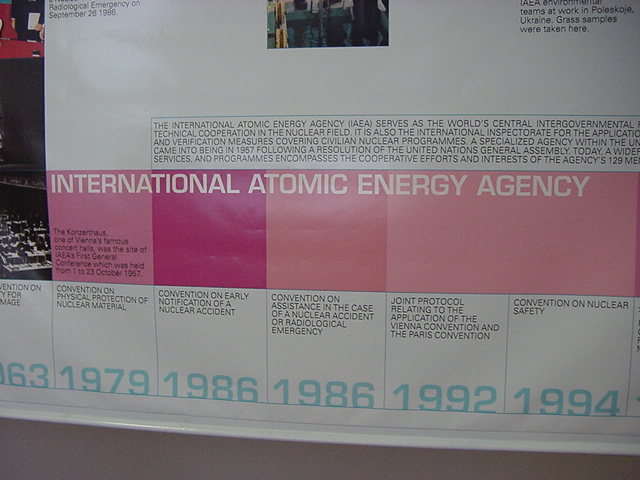 Radiological Emergency on
September 26 1986.
IAEA environmental
teams at work in Poleskoje,
Ukraine. Grass samples
were taken here.
THE INTERNATIONAL ATOMIC ENERGY AGENCY (IAEA) SERVES AS THE WORLD'S CENTRAL INTERGOVERNMENTAL
TECHNICAL COOPERATION IN THE NUCLEAR FIELD. IT IS ALSO THE INTERNATIONAL INSPECTORATE FOR THE
AND VERIFICATION MEASURES COVERING CIVILIAN NUCLEAR PROGRAMMES. A SPECIALIZED AGENCY WITHIN THE
CAME INTO BEING IN 1957 FOLLOWING A RESOLUTION OF THE UNITED NATIONS GENERAL ASSEMBLY. TODAY, A
SERVICES, AND PROGRAMMES ENCOMPASSES THE COOPERATIVE EFFORTS AND INTERESTS OF THE AGENCY'S 129
INTERNATIONAL ATOMIC ENERGY AGENCY
The Konzerthaus,
one of Vienna's famous
concert halls, was the site of
IAEA's First General
Conference which was held
from 1 to 23 October 1957.
VENTION ON
TY FOR
MAGE
963
CONVENTION ON
PHYSICAL PROTECTION OF
NUCLEAR MATERIAL
1979
CONVENTION ON EARLY
NOTIFICATION OF A
NUCLEAR ACCIDENT
1986
CONVENTION ON
ASSISTANCE IN THE CASE
OF A NUCLEAR ACCIDENT
OR RADIOLOGICAL
EMERGENCY
1986
JOINT PROTOCOL
RELATING TO THE
APPLICATION OF THE
VIENNA CONVENTION AND
THE PARIS CONVENTION
1992
CONVENTION ON NUCLEAR
SAFETY
1994